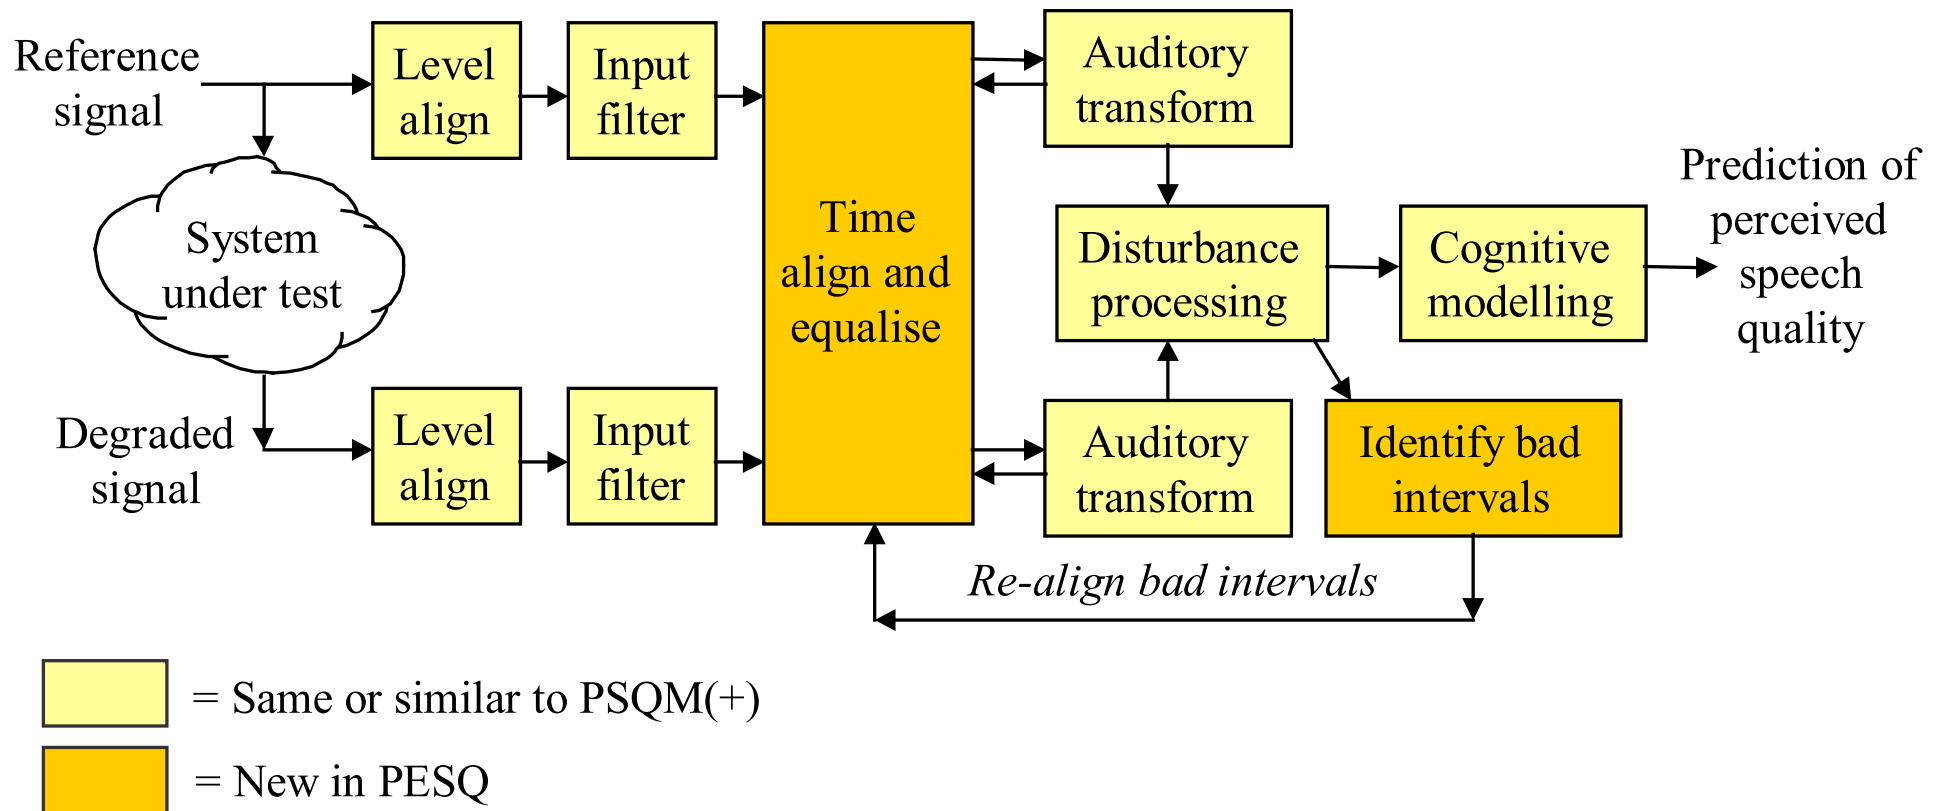 Reference
signal
Level
align
Input
filter
Time
align and
equalise
Auditory
transform
System
under test
Disturbance
processing
Cognitive
modelling
Prediction of
perceived
speech
quality
Degraded
signal
Level
align
Input
filter
Auditory
transform
Identify bad
intervals
Re-align bad intervals
= Same or similar to PSQM(+)
= New in PESQ